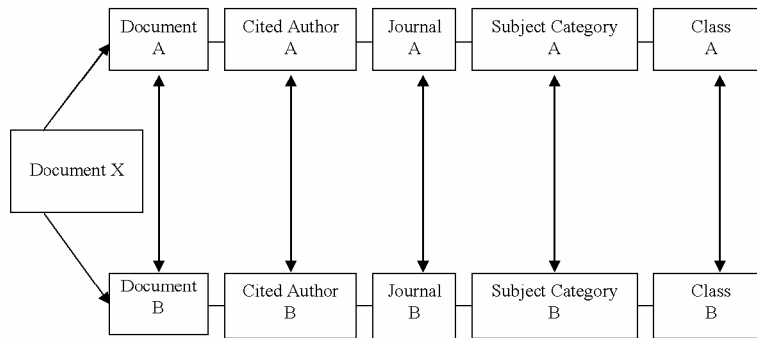 Document
A
Cited Author
A
Journal
A
Subject Category
A
Class
A
Document X
Document
B
Cited Author
B
Journal
B
Subject Category
B
Class
B